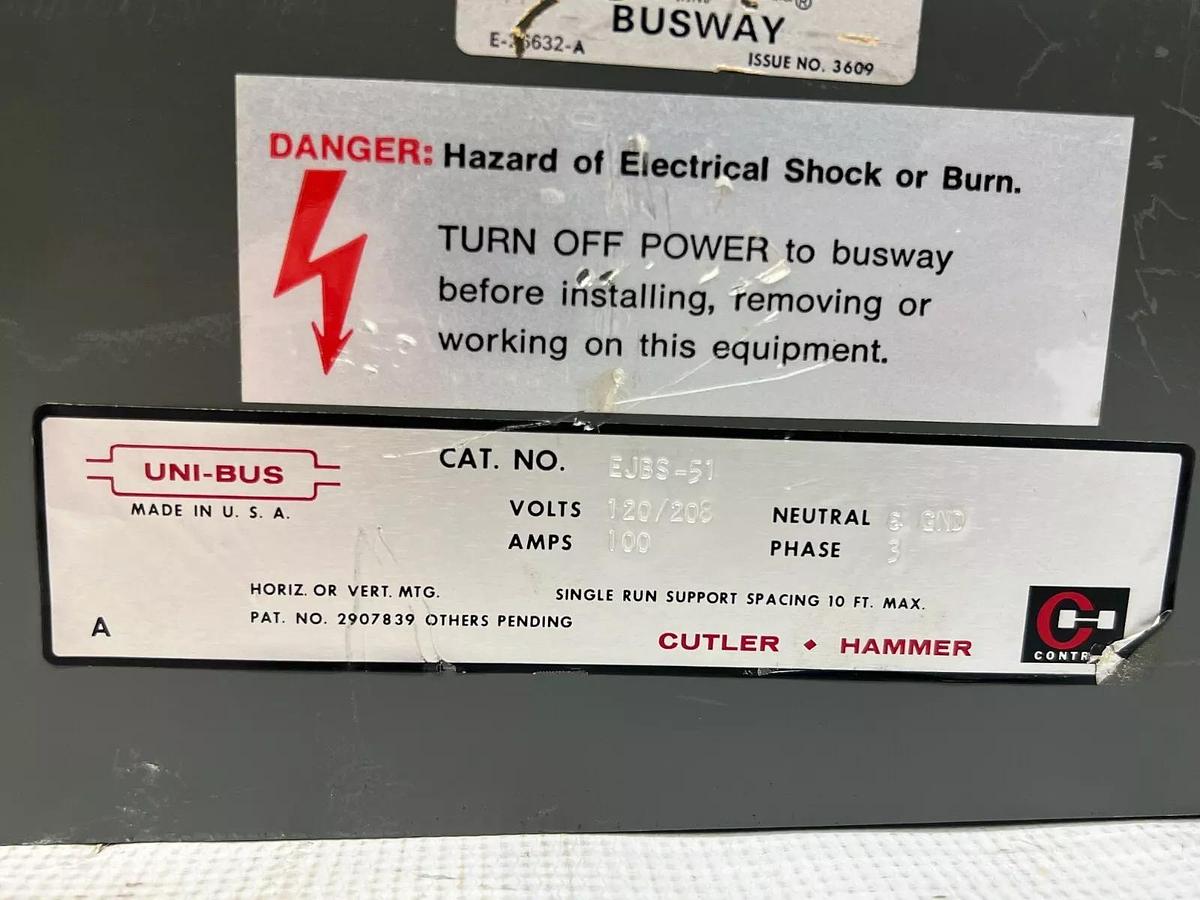 ®
BUSWAY
ISSUE NO. 3609
DANGER: Hazard of Electrical Shock or Burn.
TURN OFF POWER to busway
before installing, removing or
working on this equipment.
UNI-BUS
MADE IN U. S. A.
CAT. NO. EJBS-51
VOLTS 120/208 NEUTRAL & GND
AMPS 100 PHASE 3
HORIZ. OR VERT. MTG. SINGLE RUN SUPPORT SPACING 10 FT. MAX.
PAT. NO. 2907839 OTHERS PENDING
A
CUTLER ♦ HAMMER